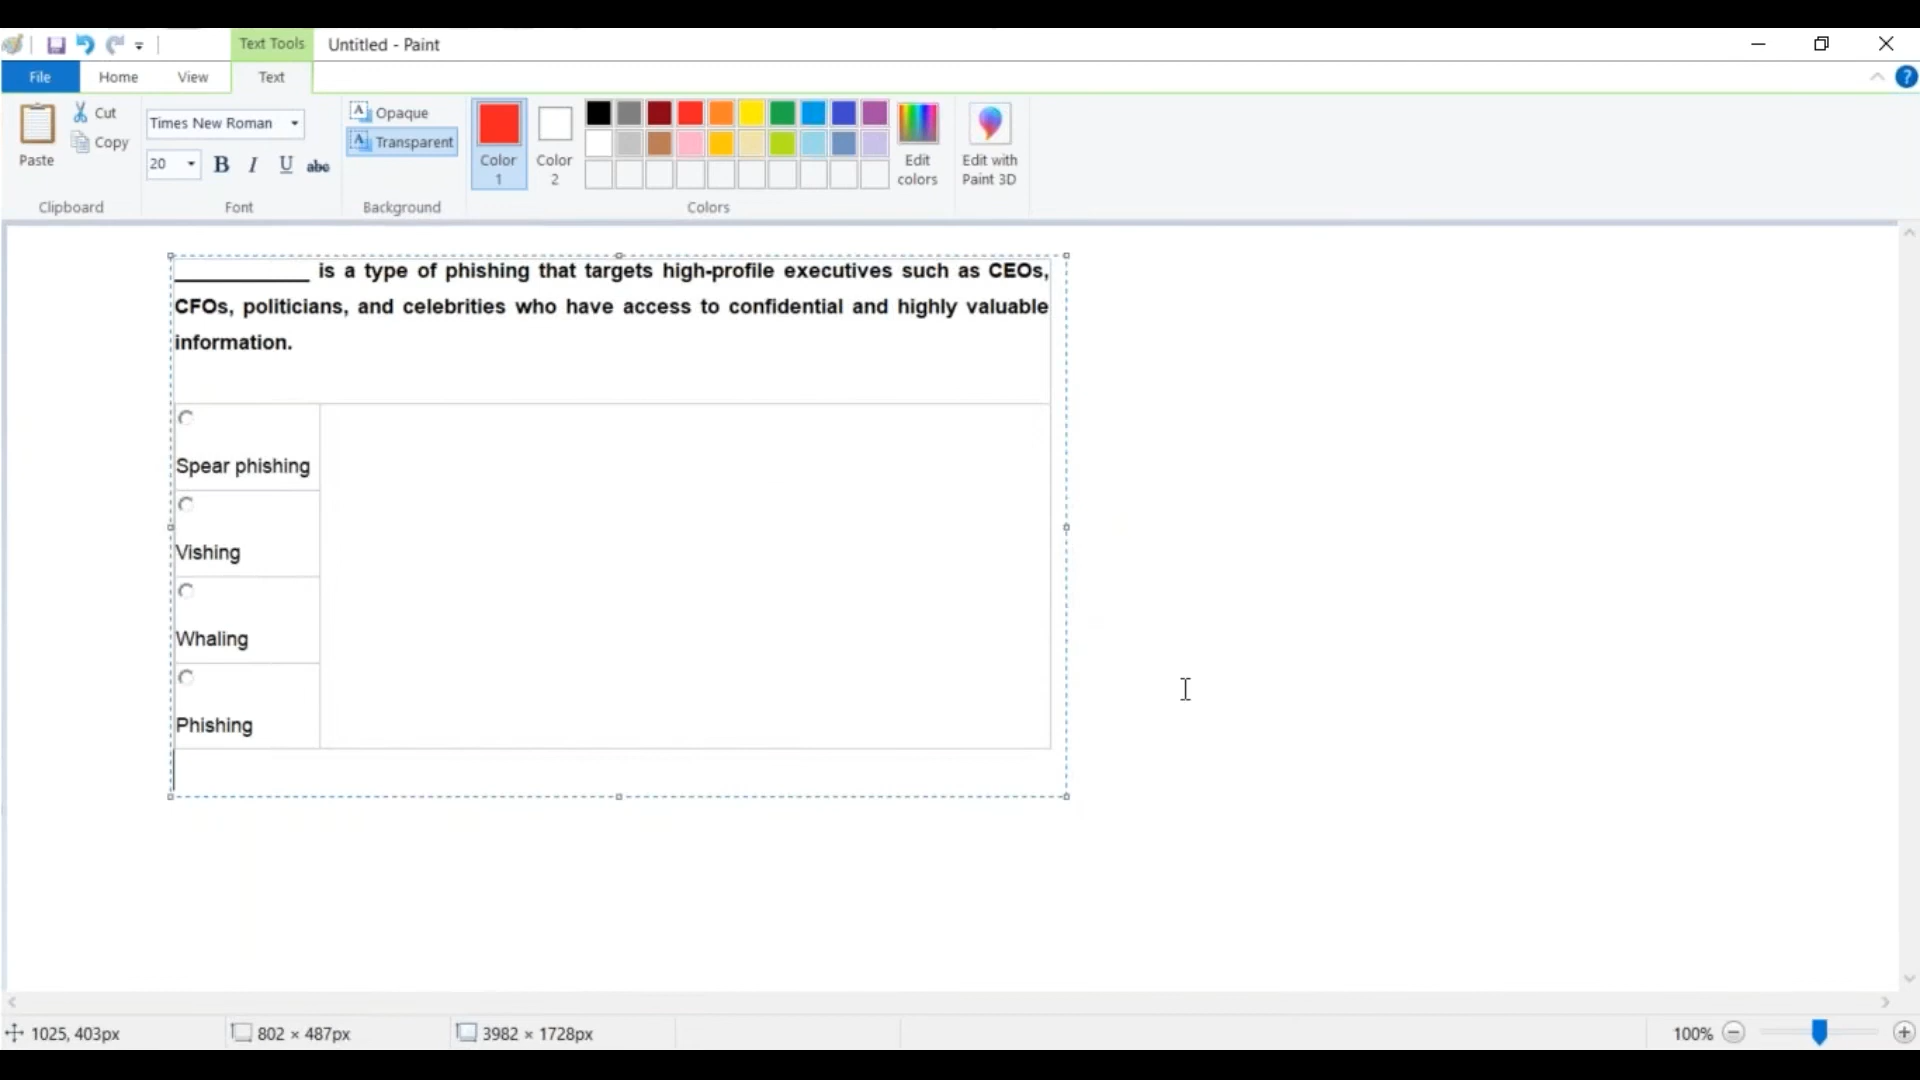 Text Tools
Untitled - Paint
File
Home
View
Text
Paste
Cut
Copy
Clipboard
Times New Roman
20
B I U abc
Font
Opaque
Transparent
Background
Color 1
Color 2
Edit colors
Colors
Edit with Paint 3D
____________ is a type of phishing that targets high-profile executives such as CEOs,
CFOs, politicians, and celebrities who have access to confidential and highly valuable
information.
Spear phishing
Vishing
Whaling
Phishing
1025, 403px
802 × 487px
3982 × 1728px
100%